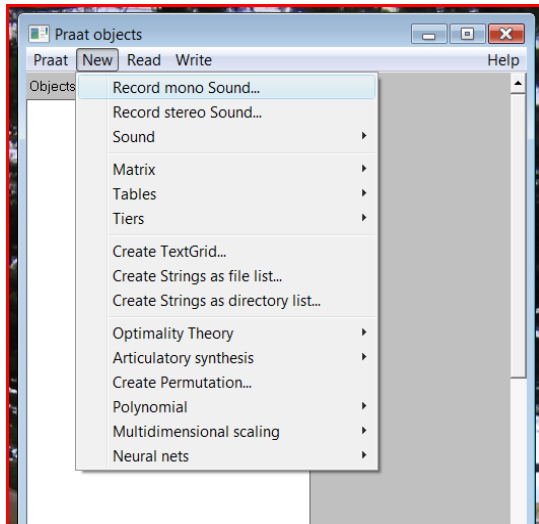 Praat objects
Praat New Read Write Help
Objects
Record mono Sound...
Record stereo Sound...
Sound
Matrix
Tables
Tiers
Create TextGrid...
Create Strings as file list...
Create Strings as directory list...
Optimality Theory
Articulatory synthesis
Create Permutation...
Polynomial
Multidimensional scaling
Neural nets